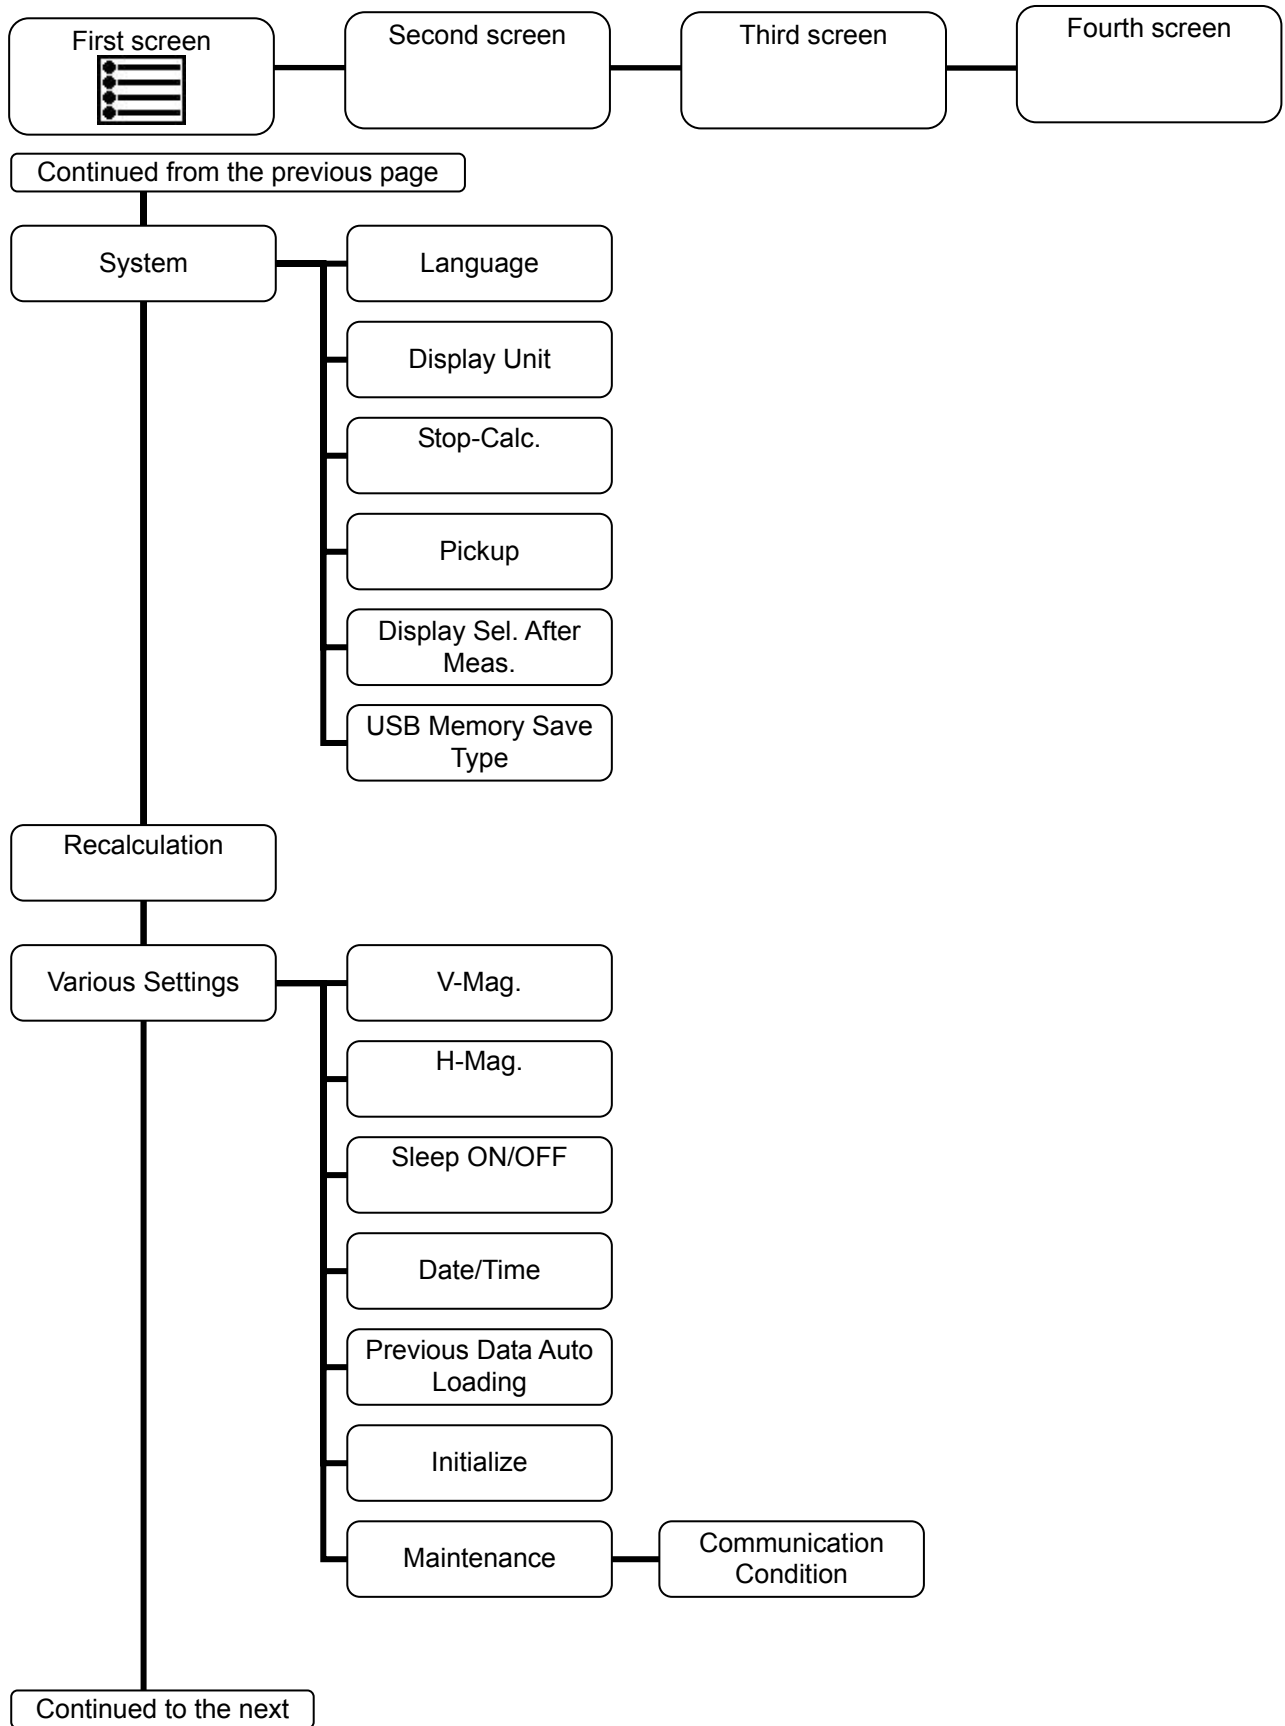 First screen
Second screen
Third screen
Fourth screen
Continued from the previous page
System
Language
Display Unit
Stop-Calc.
Pickup
Display Sel. After
Meas.
USB Memory Save
Type
Recalculation
Various Settings
V-Mag.
H-Mag.
Sleep ON/OFF
Date/Time
Previous Data Auto
Loading
Initialize
Maintenance
Communication
Condition
Continued to the next